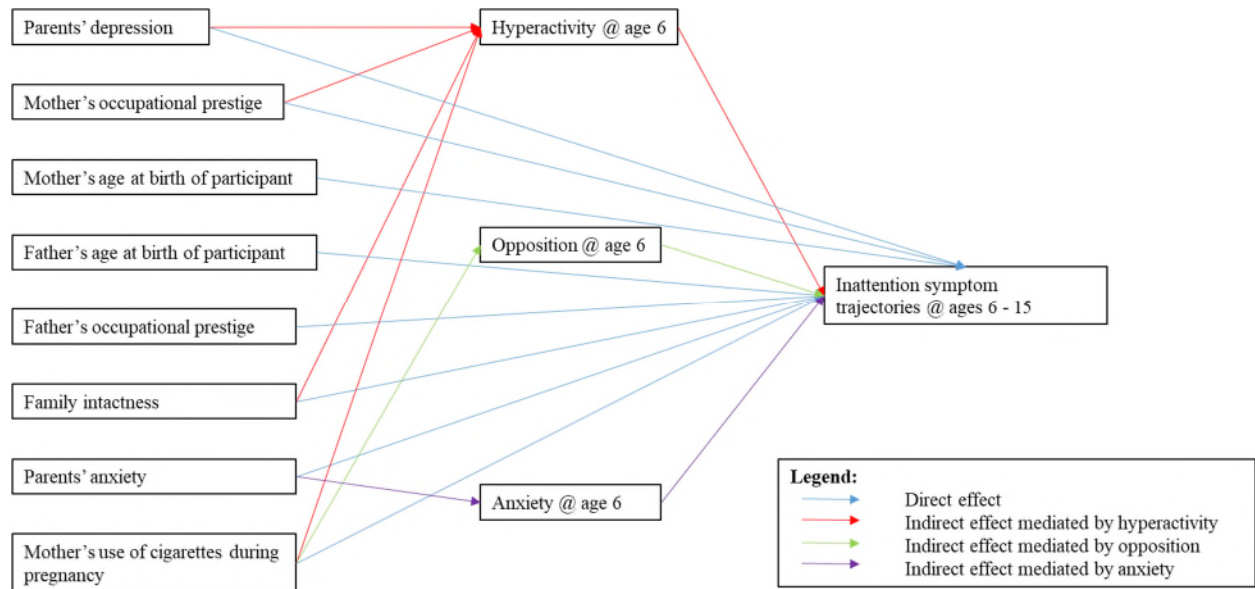 Parents’ depression
Hyperactivity @ age 6
Mother’s occupational prestige
Mother’s age at birth of participant
Father’s age at birth of participant
Opposition @ age 6
Inattention symptom
trajectories @ ages 6 - 15
Father’s occupational prestige
Family intactness
Parents’ anxiety
Anxiety @ age 6
Mother’s use of cigarettes during
pregnancy
Legend:
Direct effect
Indirect effect mediated by hyperactivity
Indirect effect mediated by opposition
Indirect effect mediated by anxiety